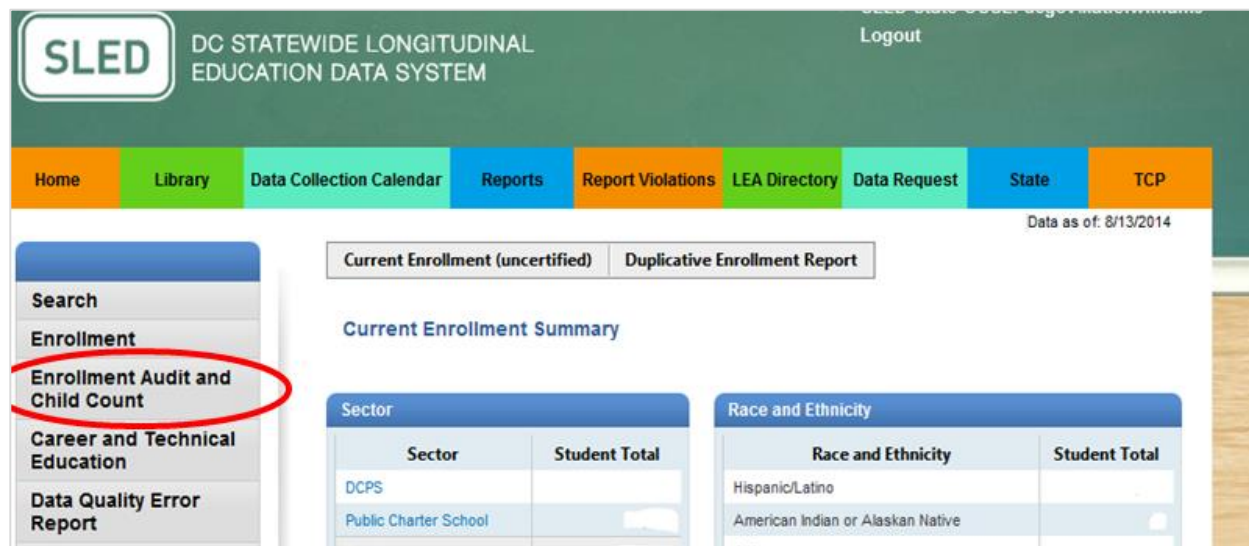 Logout
SLED
DC STATEWIDE LONGITUDINAL
EDUCATION DATA SYSTEM
Home Library Data Collection Calendar Reports Report Violations LEA Directory Data Request State TCP
Data as of: 8/13/2014
Current Enrollment (uncertified) Duplicative Enrollment Report
Search
Enrollment
Enrollment Audit and
Child Count
Career and Technical
Education
Data Quality Error
Report
Current Enrollment Summary
Sector
Sector Student Total
DCPS
Public Charter School
Race and Ethnicity
Race and Ethnicity Student Total
Hispanic/Latino
American Indian or Alaskan Native